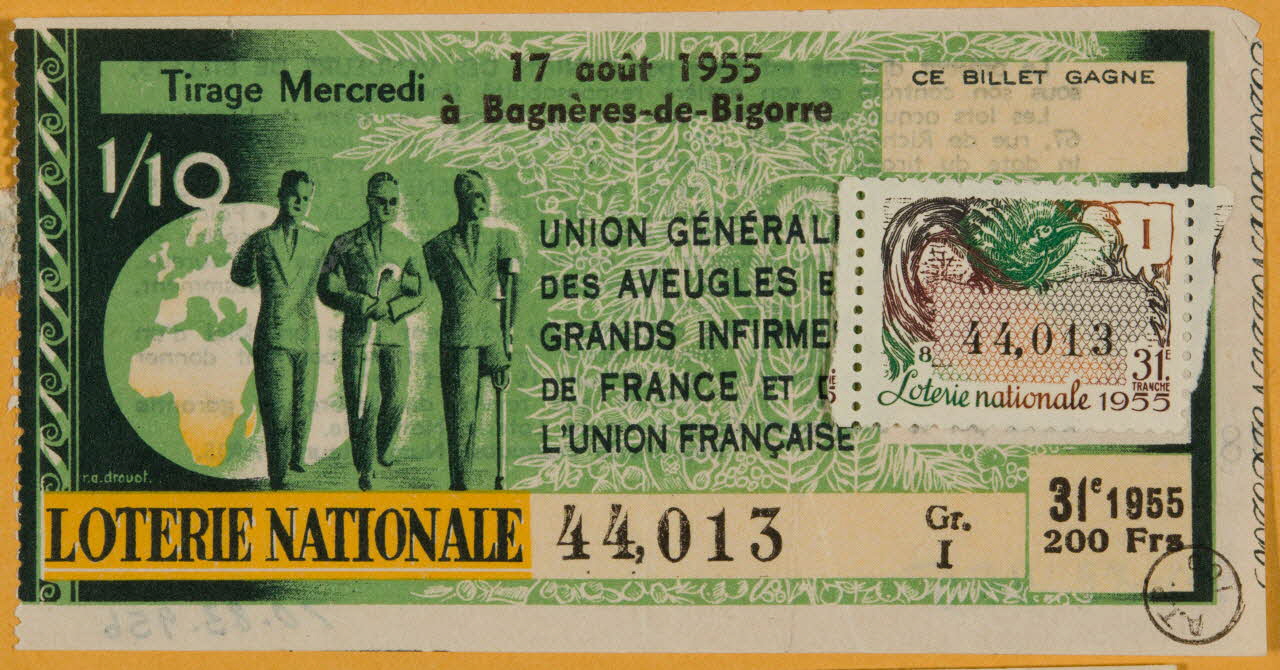 17 août 1955
Tirage Mercredi
à Bagnères-de-Bigorre
CE BILLET GAGNE
1/10
UNION GÉNÉRAL
DES AVEUGLES E
GRANDS INFIRME
DE FRANCE ET D
L'UNION FRANÇAISE
I
44,013
8
31E
TRANCHE
Loterie nationale 1955
r.a. drouot.
LOTERIE NATIONALE
44,013
Gr.
I
31e 1955
200 Frs